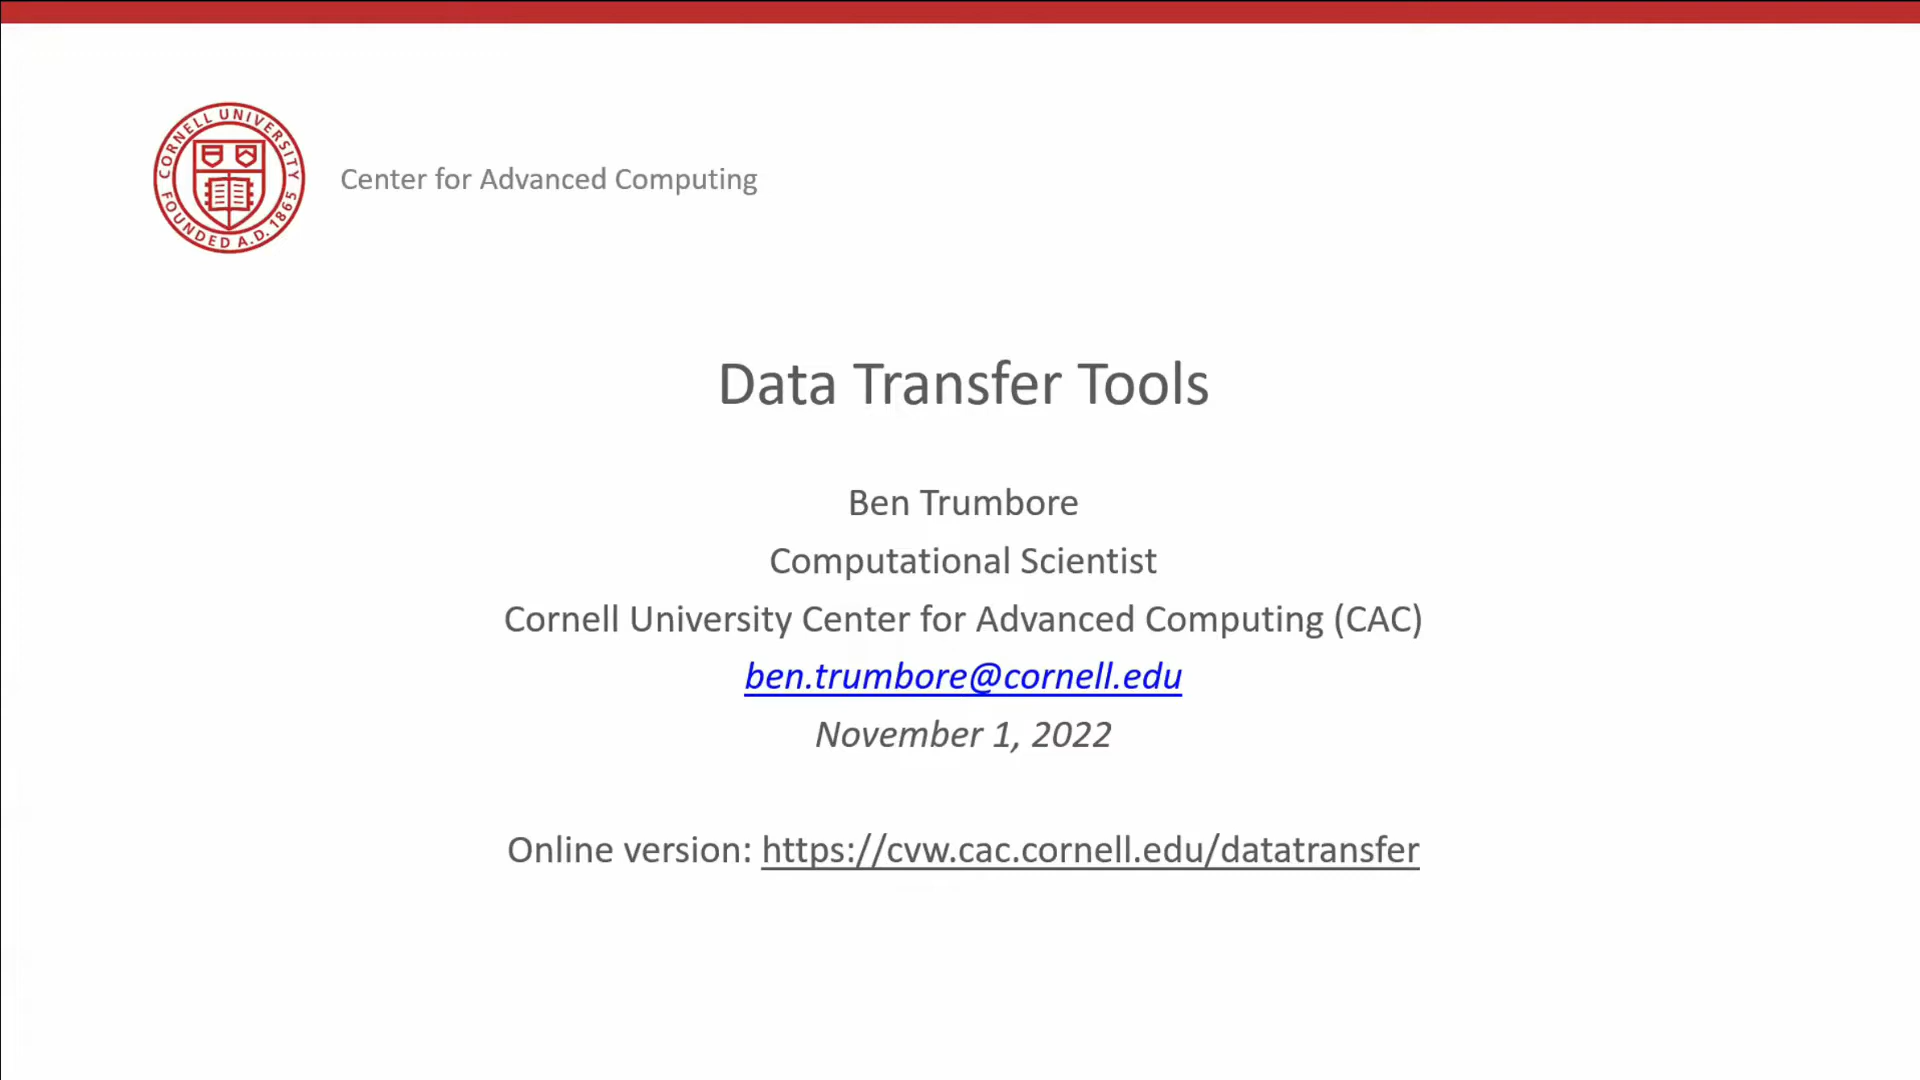 CORNELL UNIVERSITY
FOUNDED A.D. 1865
Center for Advanced Computing
Data Transfer Tools
Ben Trumbore
Computational Scientist
Cornell University Center for Advanced Computing (CAC)
ben.trumbore@cornell.edu
November 1, 2022
Online version: https://cvw.cac.cornell.edu/datatransfer